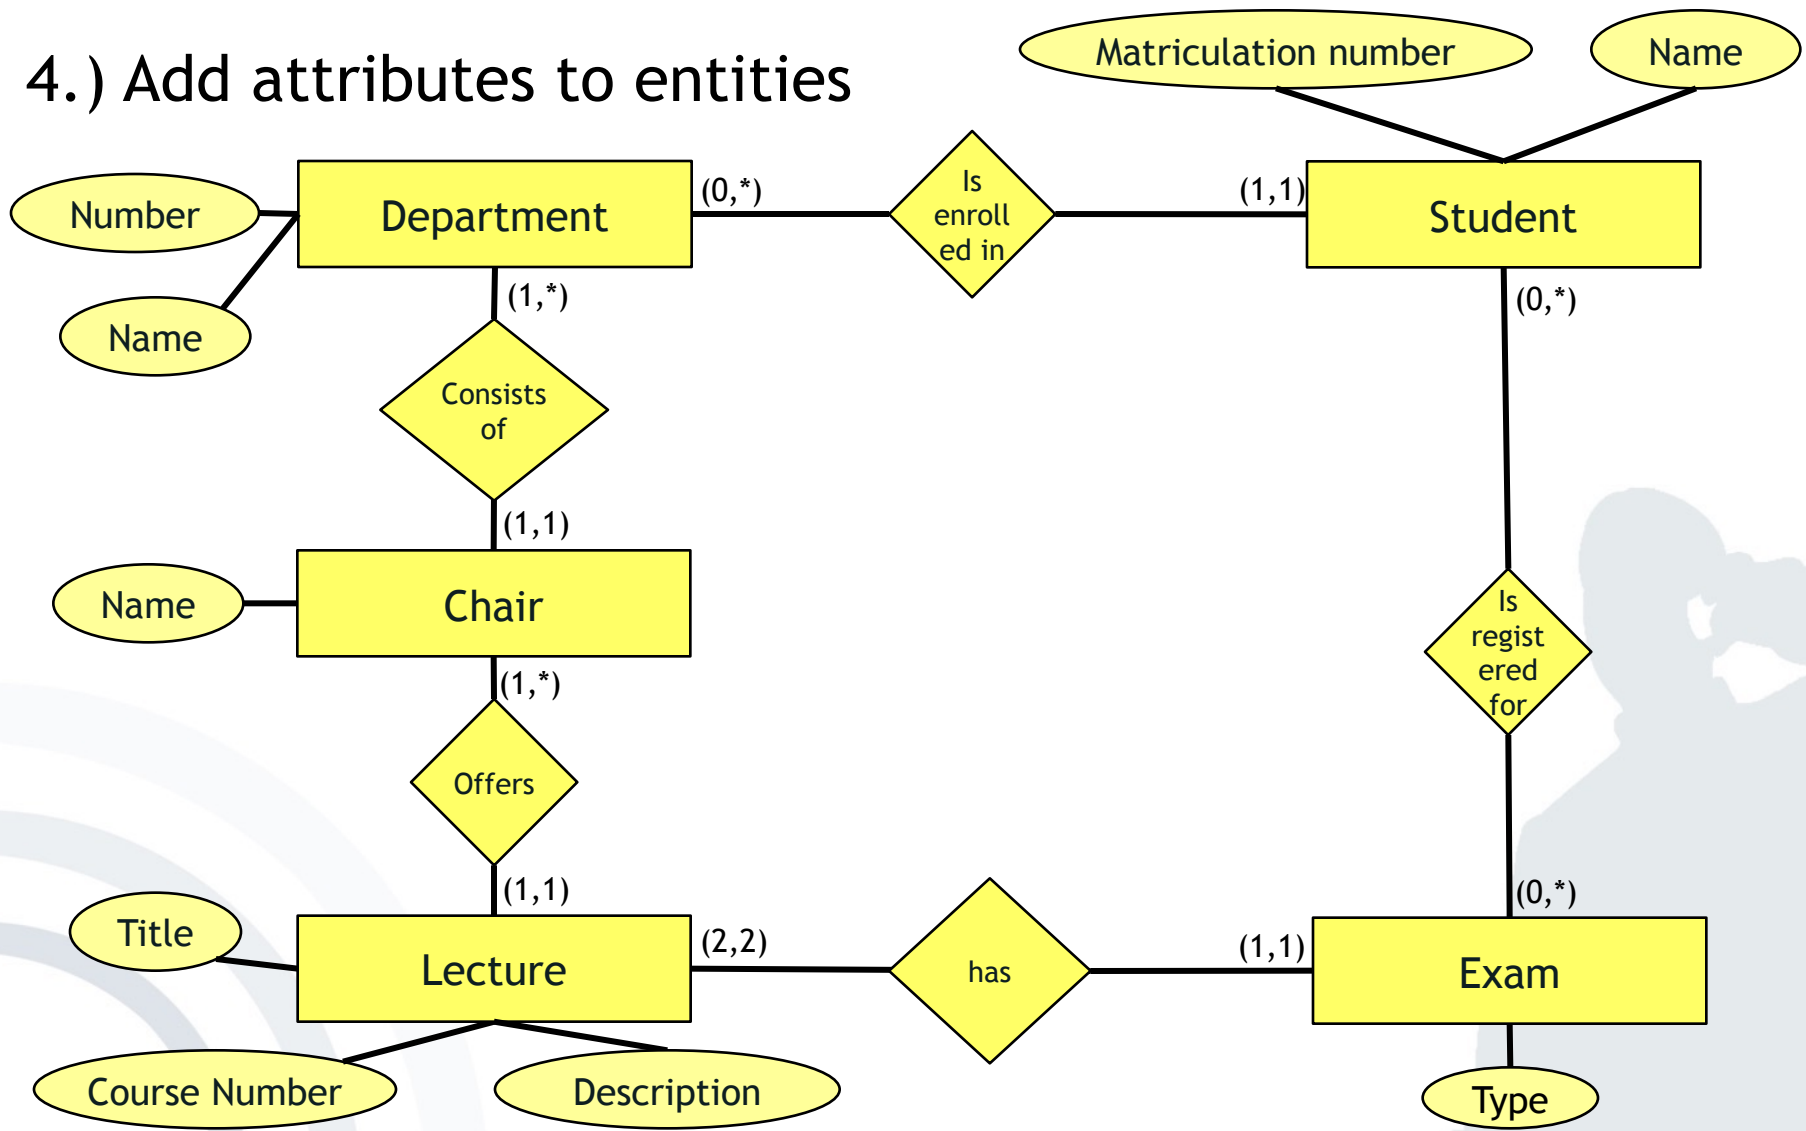 4.) Add attributes to entities
Matriculation number
Name
Number
Department
(0,*)
Is
enroll
ed in
(1,1)
Student
Name
(1,*)
(0,*)
Consists
of
(1,1)
Name
Chair
Is
regist
ered
for
(1,*)
Offers
(1,1)
(0,*)
Title
Lecture
(2,2)
has
(1,1)
Exam
Course Number
Description
Type